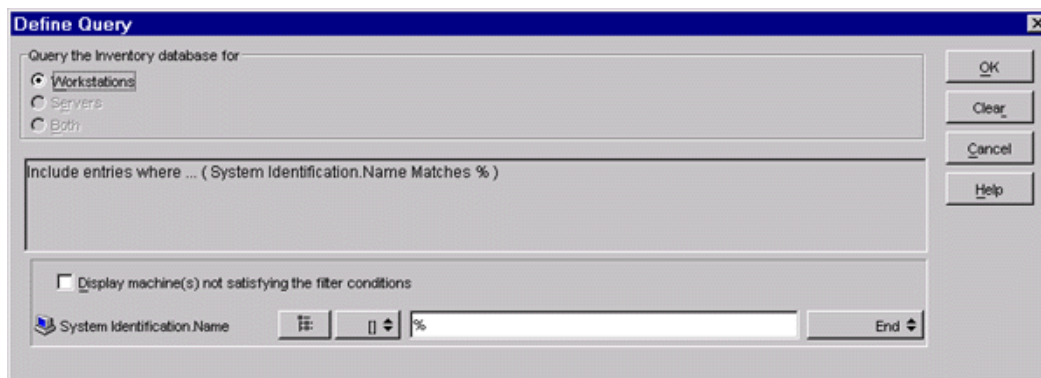 Define Query
Query the Inventory database for
Workstations
Servers
Both
OK
Clear
Cancel
Help
Include entries where ... ( System Identification.Name Matches % )
Display machine(s) not satisfying the filter conditions
System Identification.Name
[]
%
End